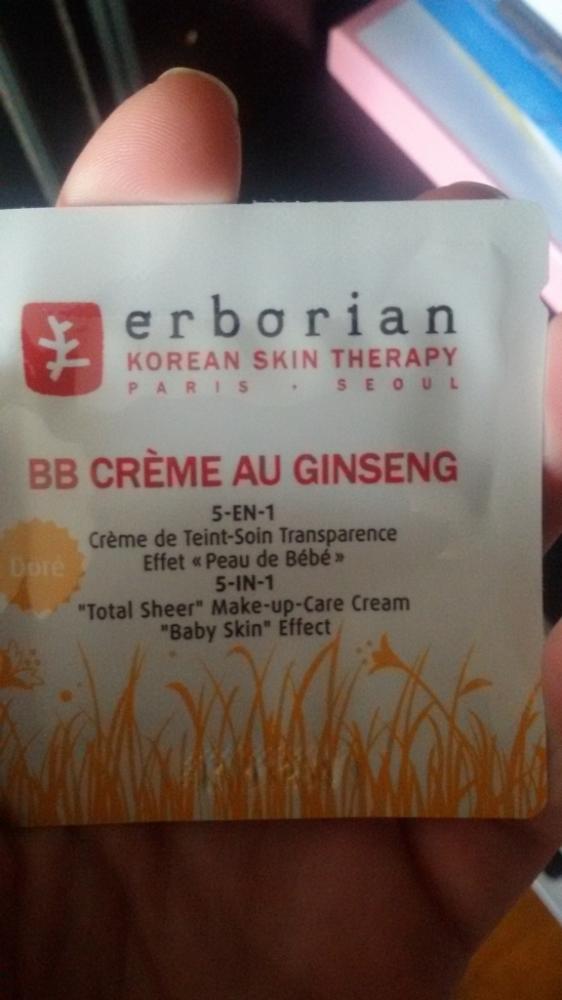 erborian
KOREAN SKIN THERAPY
PARIS · SEOUL
BB CRÈME AU GINSENG
5-EN-1
Crème de Teint-Soin Transparence
Effet «Peau de Bébé»
Doré
5-IN-1
"Total Sheer" Make-up-Care Cream
"Baby Skin" Effect